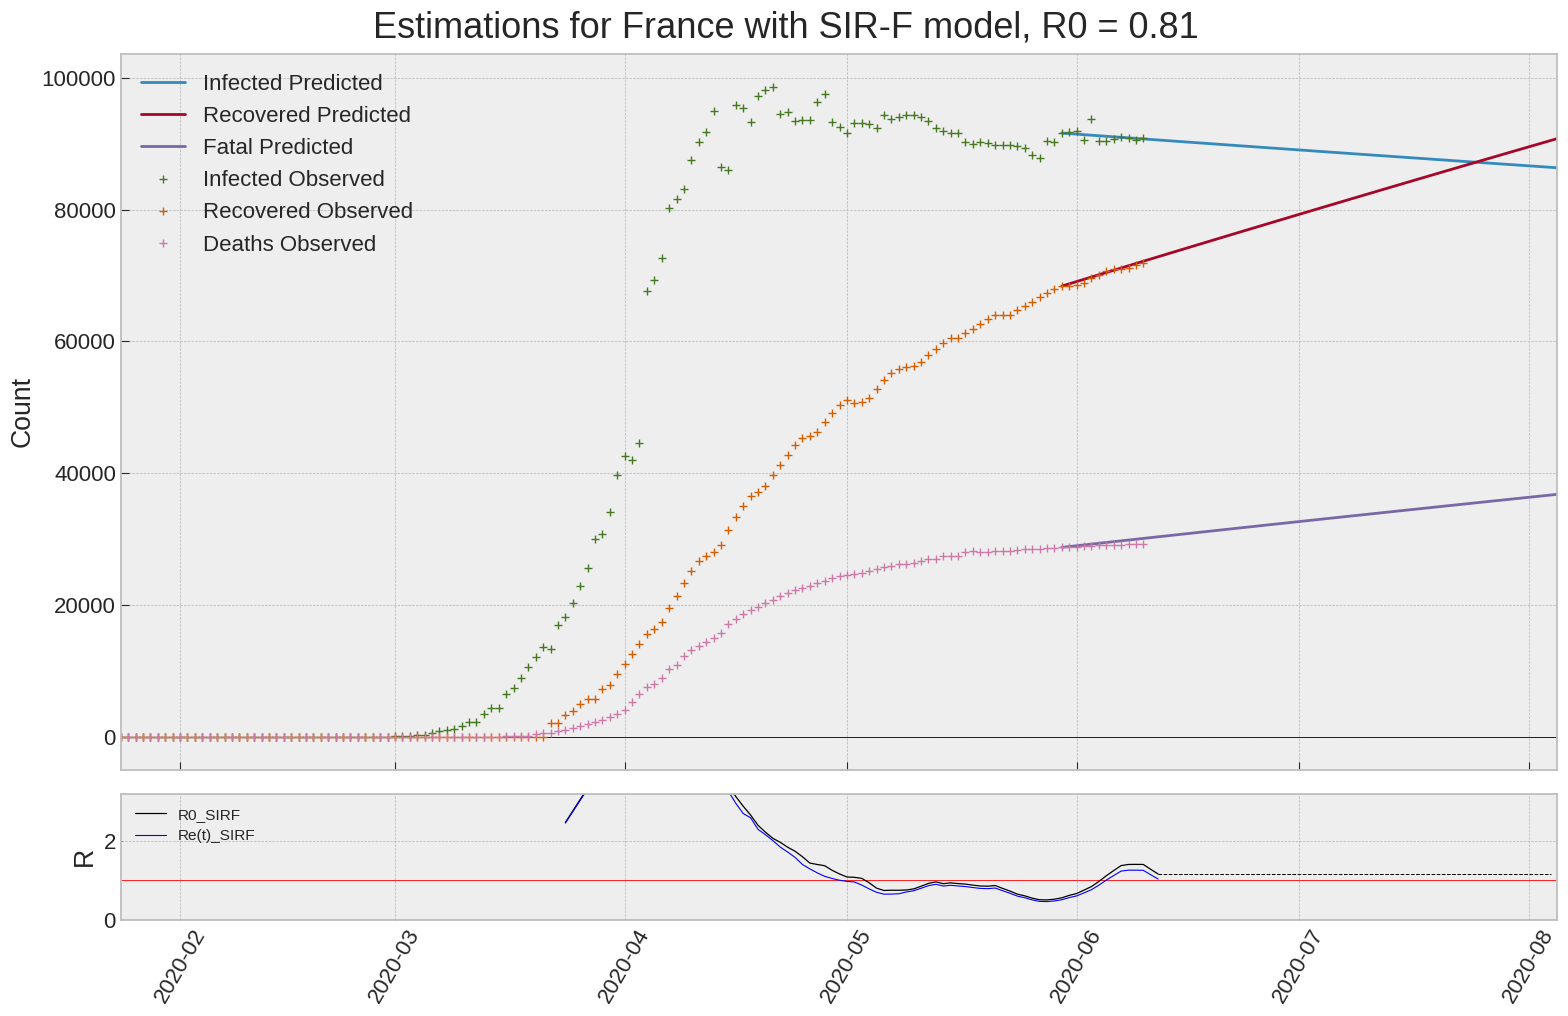 Estimations for France with SIR-F model, R0 = 0.81
100000
80000
60000
40000
20000
0
Count
Infected Predicted
Recovered Predicted
Fatal Predicted
Infected Observed
Recovered Observed
Deaths Observed
R0_SIRF
Re(t)_SIRF
2
0
R
2020-02
2020-03
2020-04
2020-05
2020-06
2020-07
2020-08